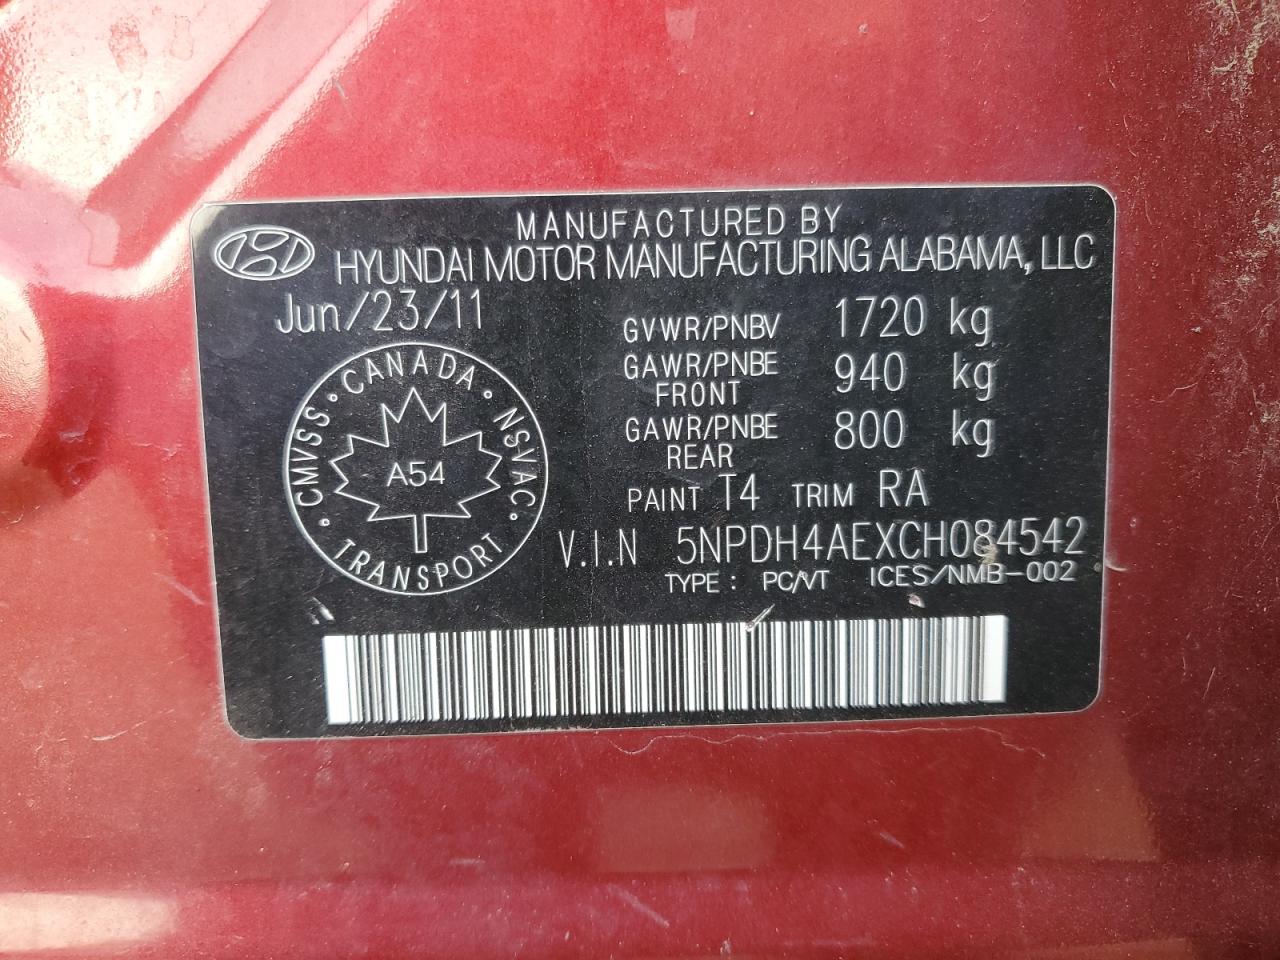 MANUFACTURED BY
HYUNDAI MOTOR MANUFACTURING ALABAMA, LLC
Jun/23/11
GVWR/PNBV 1720 kg
GAWR/PNBE FRONT 940 kg
GAWR/PNBE REAR 800 kg
CMVSS · CANADA · NSVAC · TRANSPORT ·
A54
PAINT T4 TRIM RA
V.I.N 5NPDH4AEXCH084542
TYPE : PC/VT ICES/NMB-002